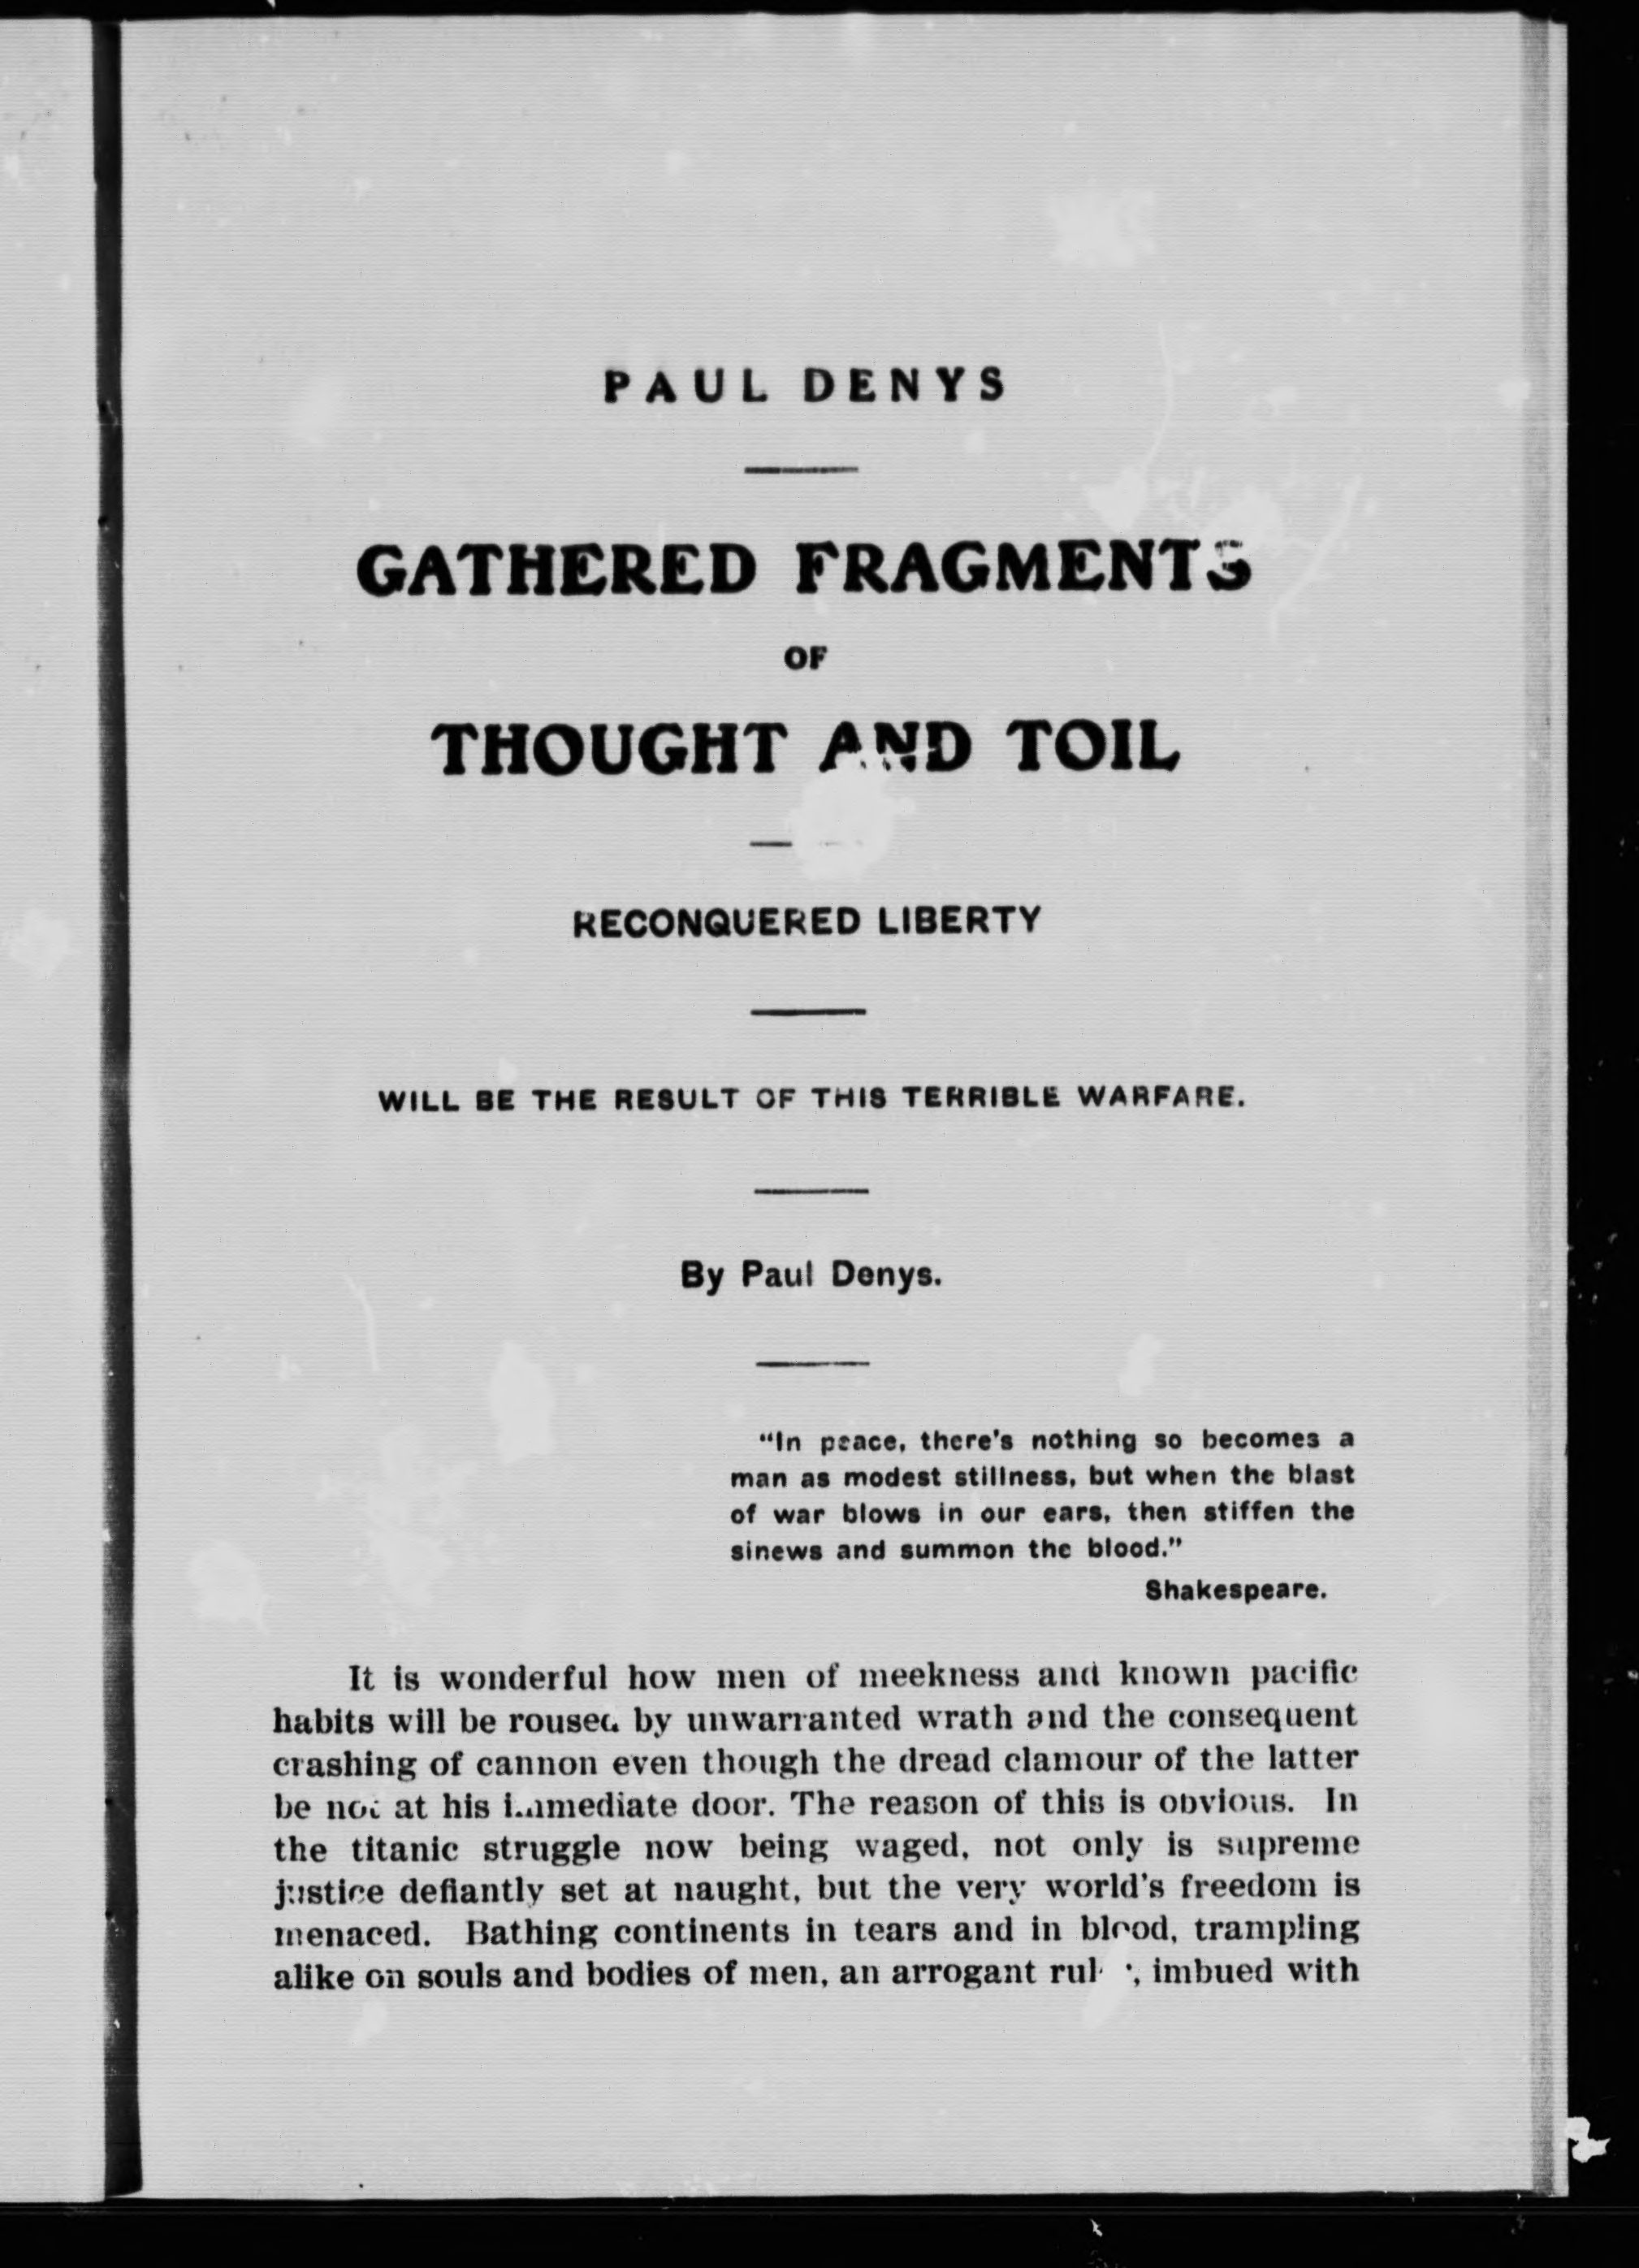 PAUL DENYS
GATHERED FRAGMENTS
OF
THOUGHT AND TOIL
RECONQUERED LIBERTY
WILL BE THE RESULT OF THIS TERRIBLE WARFARE.
By Paul Denys.
"In peace, there's nothing so becomes a
man as modest stillness, but when the blast
of war blows in our ears, then stiffen the
sinews and summon the blood."
Shakespeare.
It is wonderful how men of meekness and known pacific
habits will be roused by unwarranted wrath and the consequent
crashing of cannon even though the dread clamour of the latter
be not at his immediate door. The reason of this is obvious. In
the titanic struggle now being waged, not only is supreme
justice defiantly set at naught, but the very world's freedom is
menaced. Bathing continents in tears and in blood, trampling
alike on souls and bodies of men, an arrogant imbued with